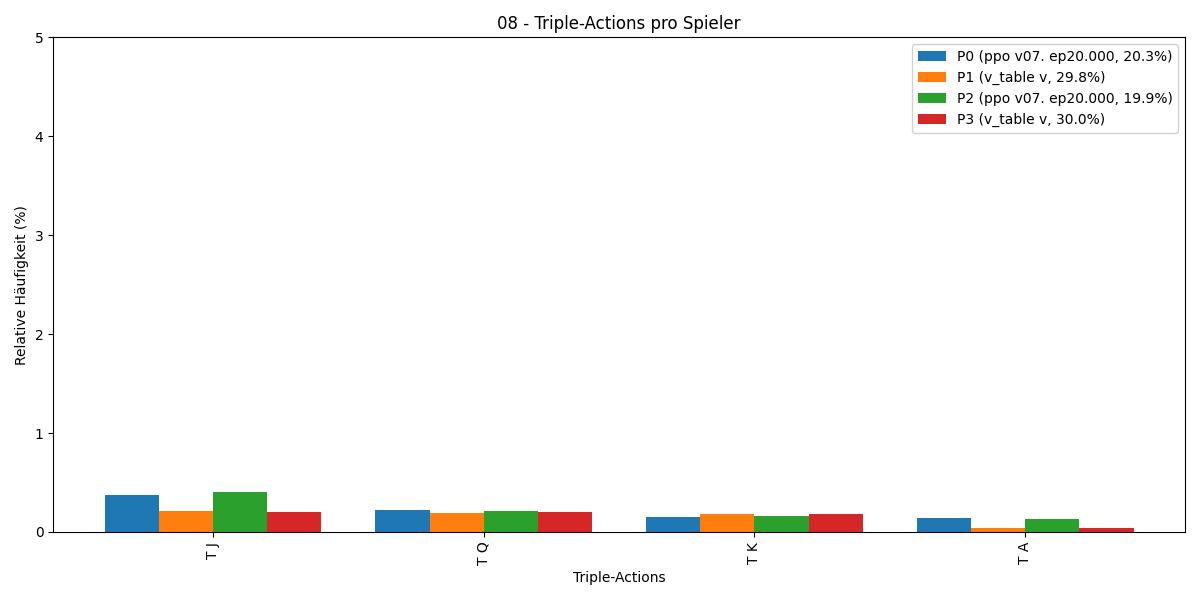 08 - Triple-Actions pro Spieler
Relative Häufigkeit (%)
5
4
3
2
1
0
P0 (ppo v07. ep20.000, 20.3%)
P1 (v_table v, 29.8%)
P2 (ppo v07. ep20.000, 19.9%)
P3 (v_table v, 30.0%)
T J
T Q
T K
T A
Triple-Actions